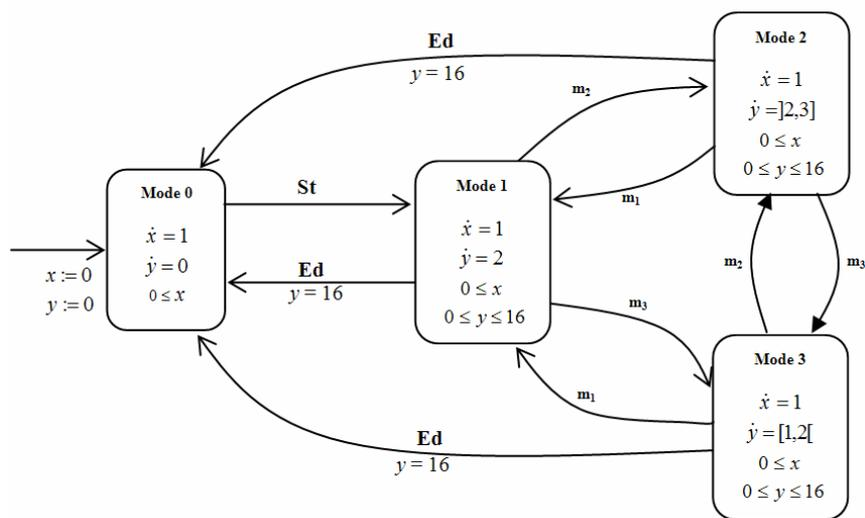 Ed
y = 16
m₂
Mode 2
ẋ = 1
ẏ =]2,3]
0 ≤ x
0 ≤ y ≤ 16
Mode 0
ẋ = 1
ẏ = 0
0 ≤ x
St
Mode 1
ẋ = 1
ẏ = 2
0 ≤ x
0 ≤ y ≤ 16
m₁
x := 0
y := 0
Ed
y = 16
m₂
m₃
m₃
m₁
Mode 3
ẋ = 1
ẏ = [1,2[
0 ≤ x
0 ≤ y ≤ 16
Ed
y = 16